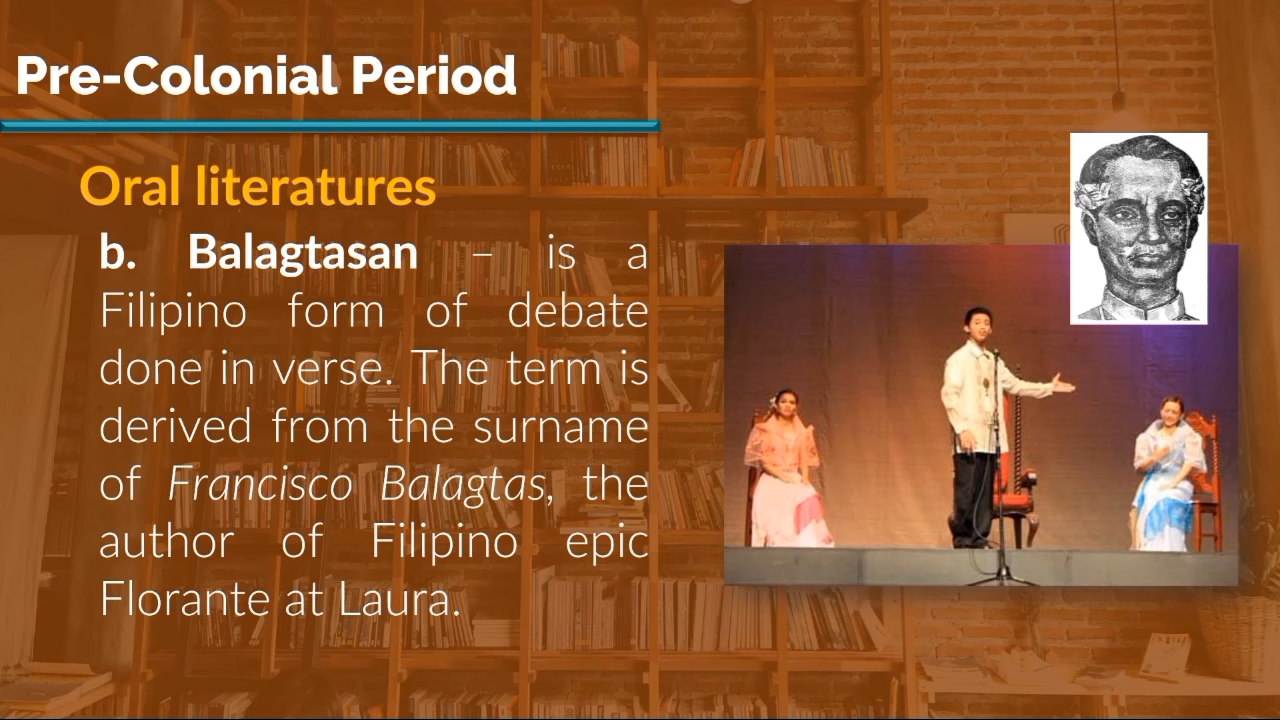 Pre-Colonial Period
Oral literatures
b. Balagtasan – is a
Filipino form of debate
done in verse. The term is
derived from the surname
of Francisco Balagtas, the
author of Filipino epic
Florante at Laura.